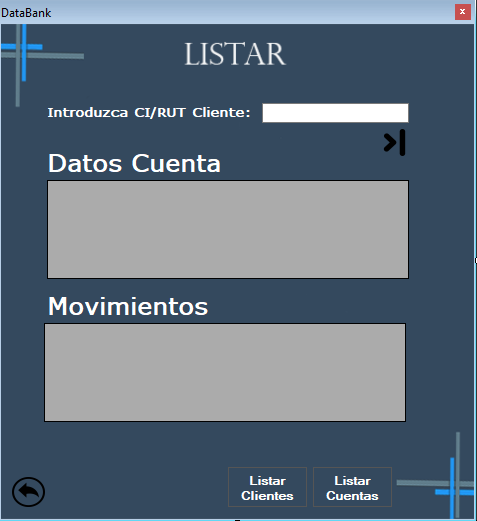 DataBank
LISTAR
Introduzca CI/RUT Cliente:
Datos Cuenta
Movimientos
Listar
Clientes
Listar
Cuentas